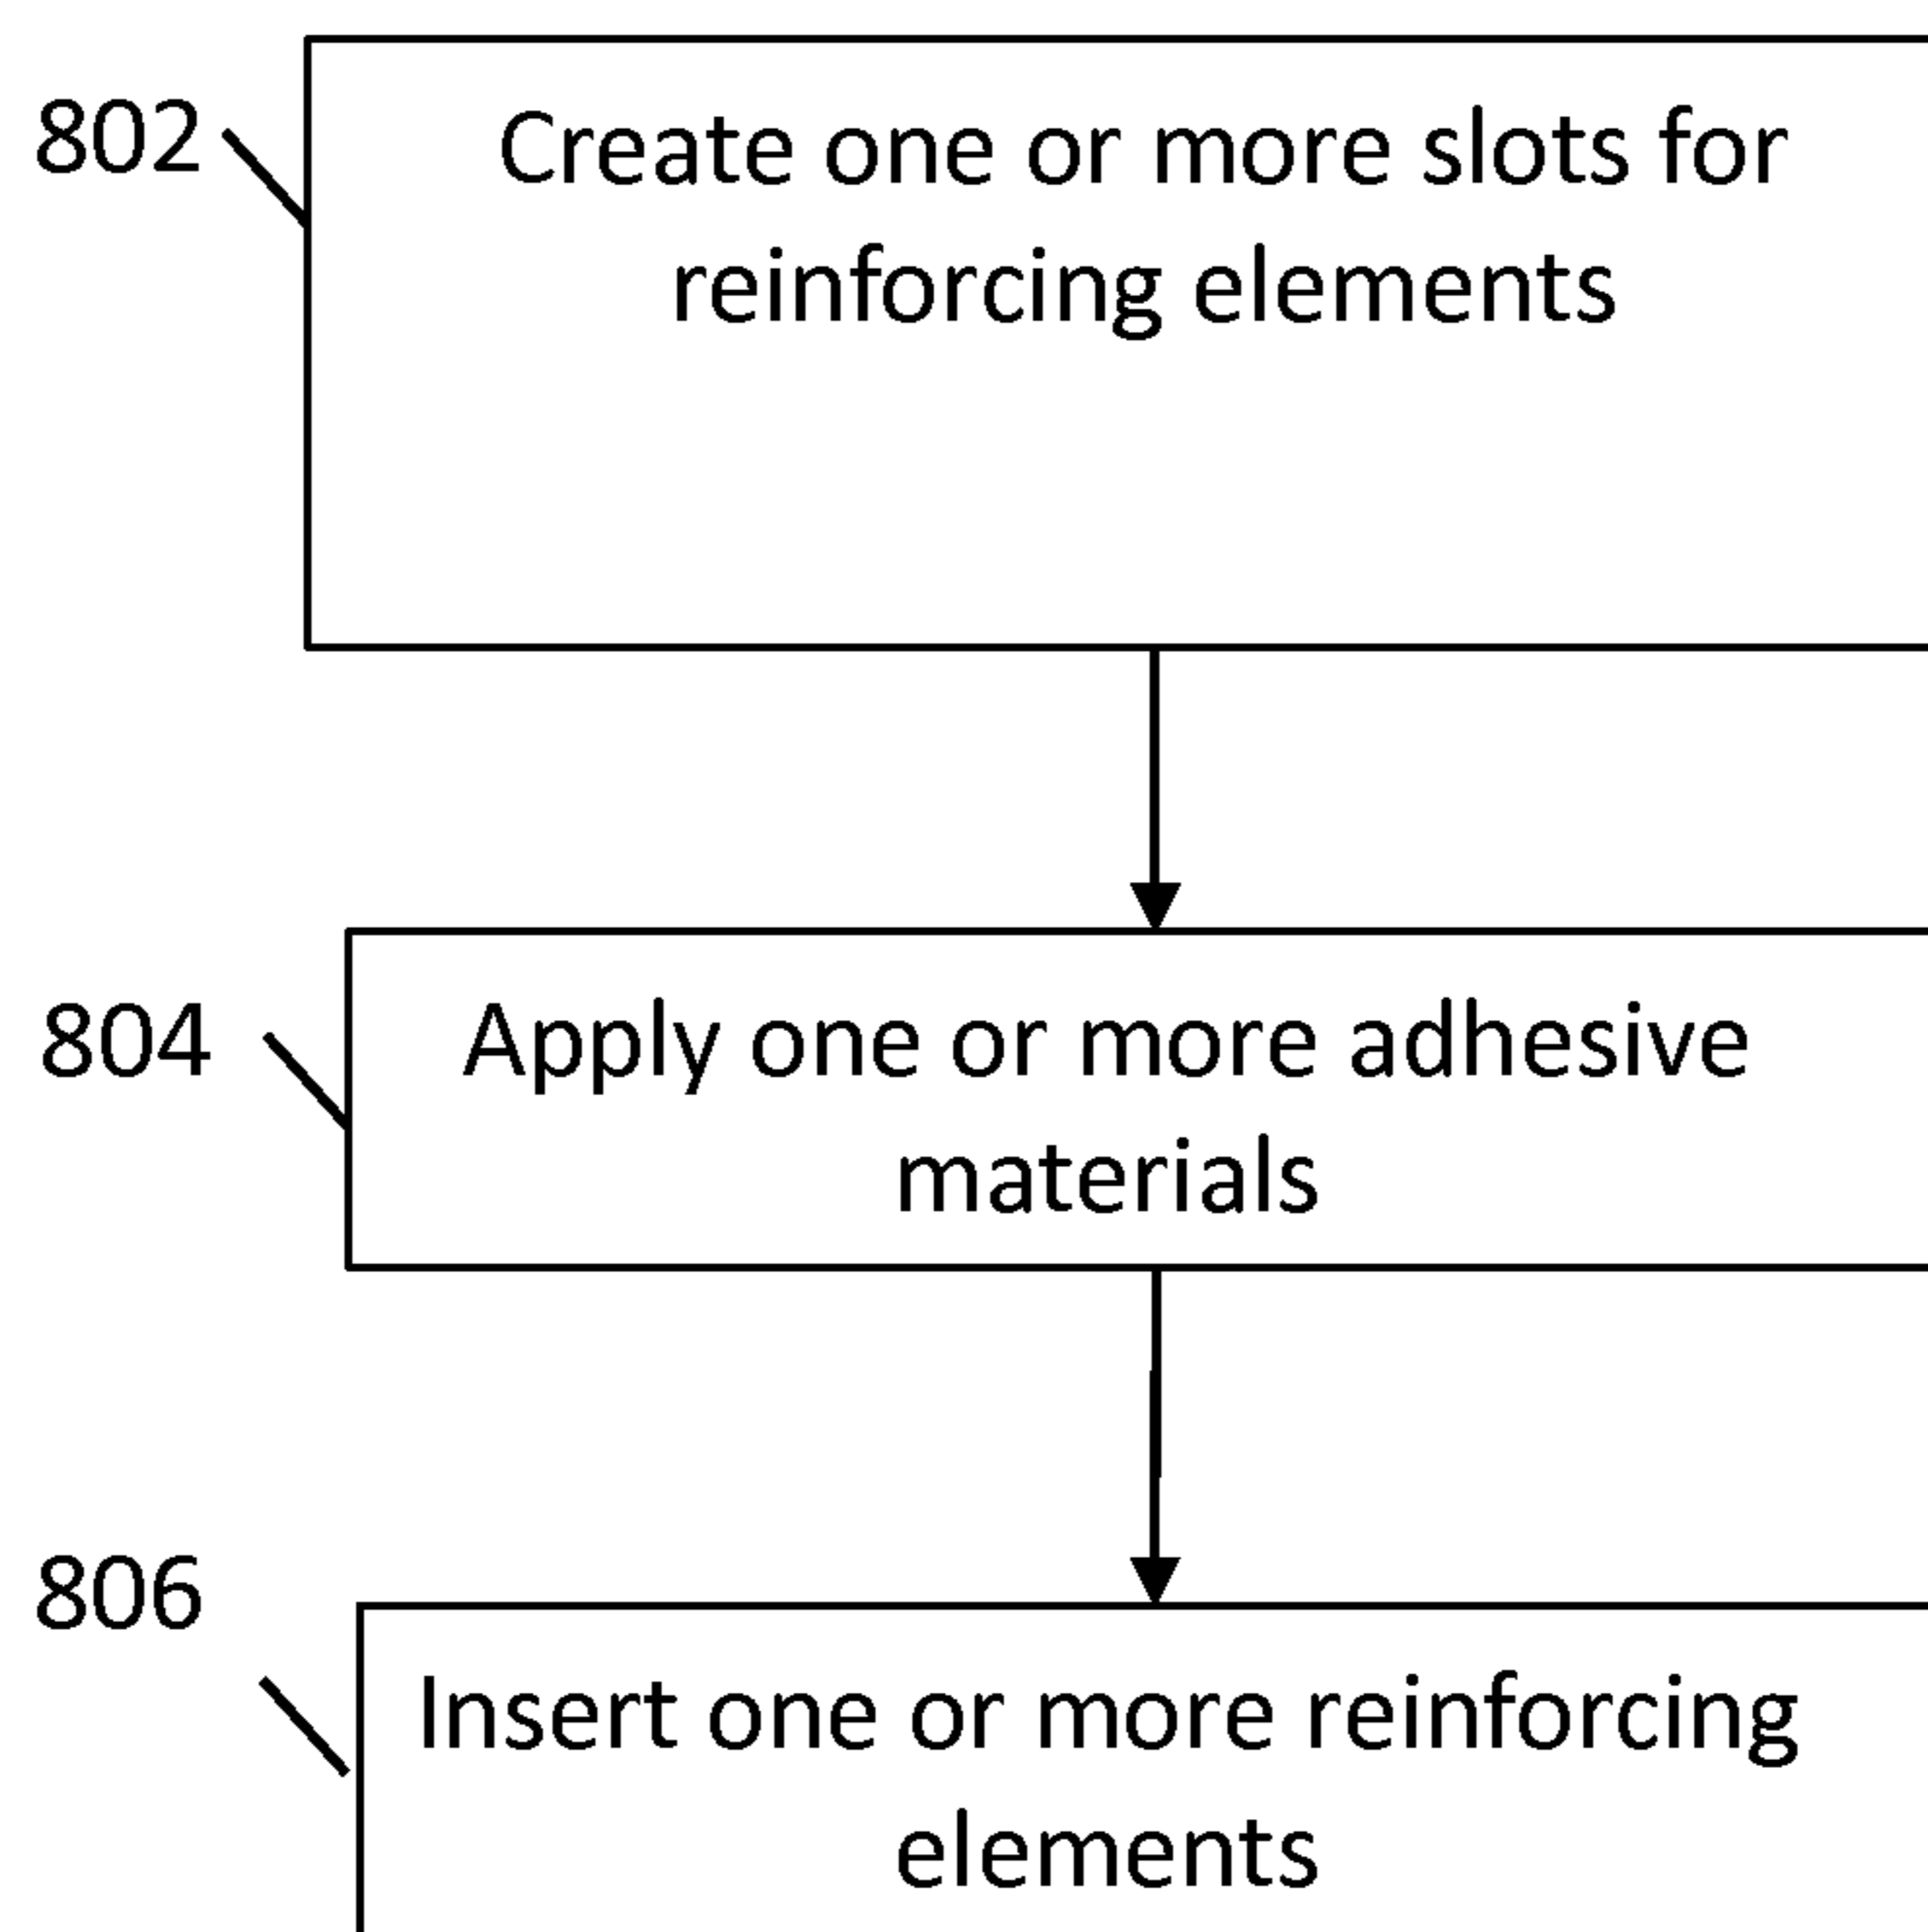 802
Create one or more slots for
reinforcing elements
804
Apply one or more adhesive
materials
806
Insert one or more reinforcing
elements